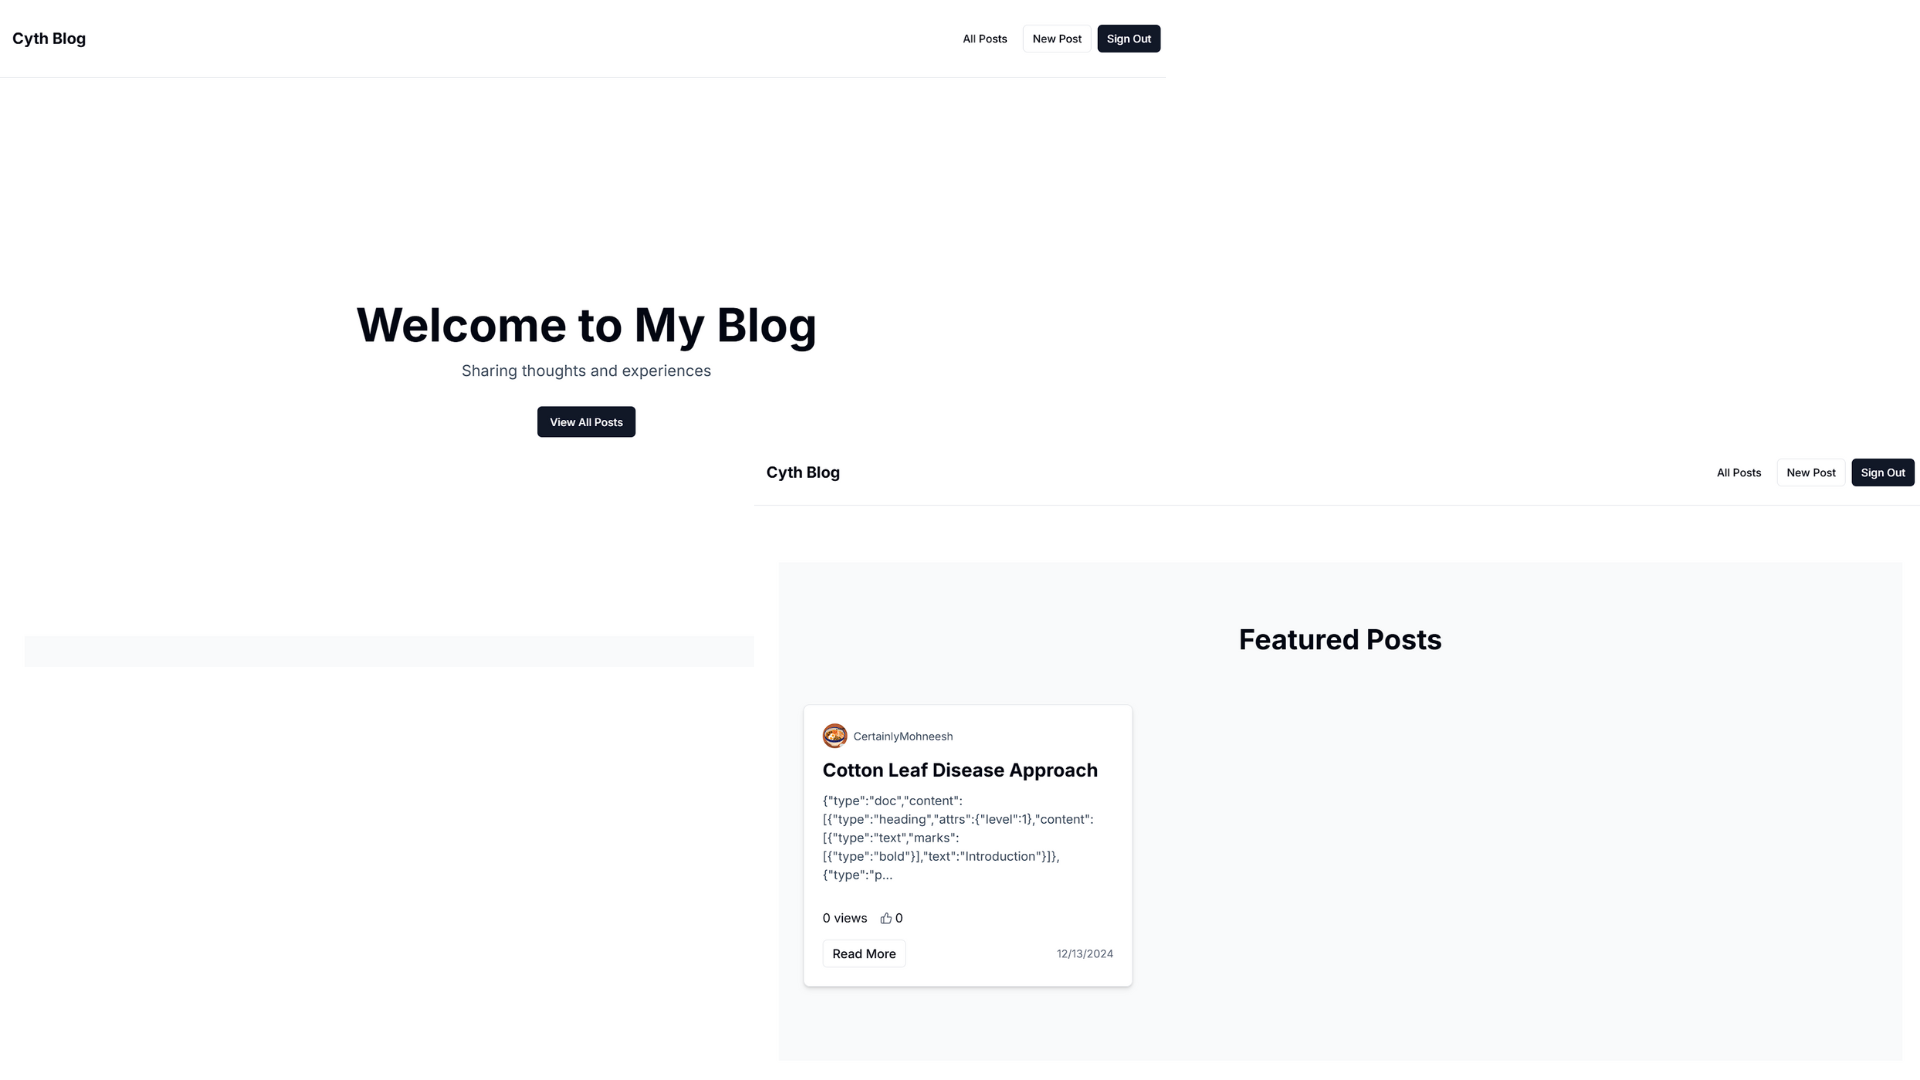 Cyth Blog
All Posts
New Post
Sign Out
Welcome to My Blog
Sharing thoughts and experiences
View All Posts
Cyth Blog
All Posts
New Post
Sign Out
Featured Posts
CertainlyMohneesh
Cotton Leaf Disease Approach
{"type":"doc","content":
[{"type":"heading","attrs":{"level":1},"content":
[{"type":"text","marks":
[{"type":"bold"}],"text":"Introduction"}]},
{"type":"p...
0 views 0
Read More
12/13/2024